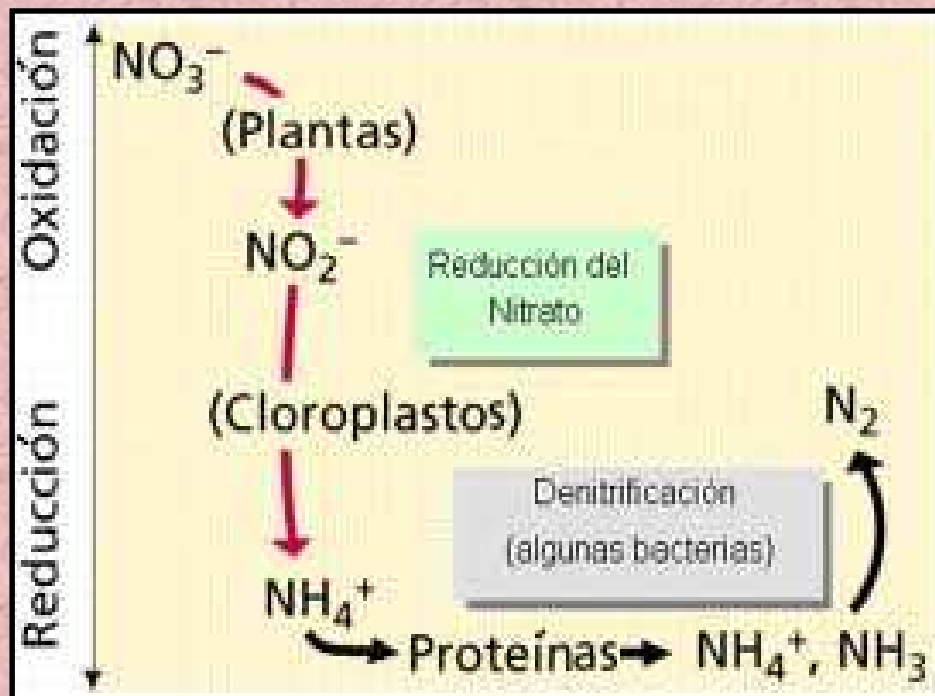 Oxidación
Reducción
NO₃⁻
(Plantas)
NO₂⁻
Reducción del
Nitrato
(Cloroplastos)
N₂
Denitrificación
(algunas bacterias)
NH₄⁺
Proteínas
NH₄⁺, NH₃